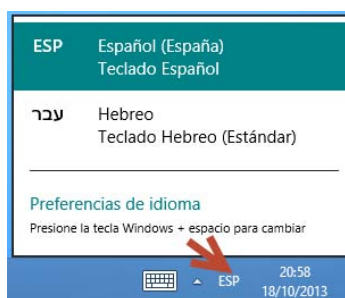 ESP Español (España)
Teclado Español
עבר Hebreo
Teclado Hebreo (Estándar)
Preferencias de idioma
Presione la tecla Windows + espacio para cambiar
ESP 20:58
18/10/2013